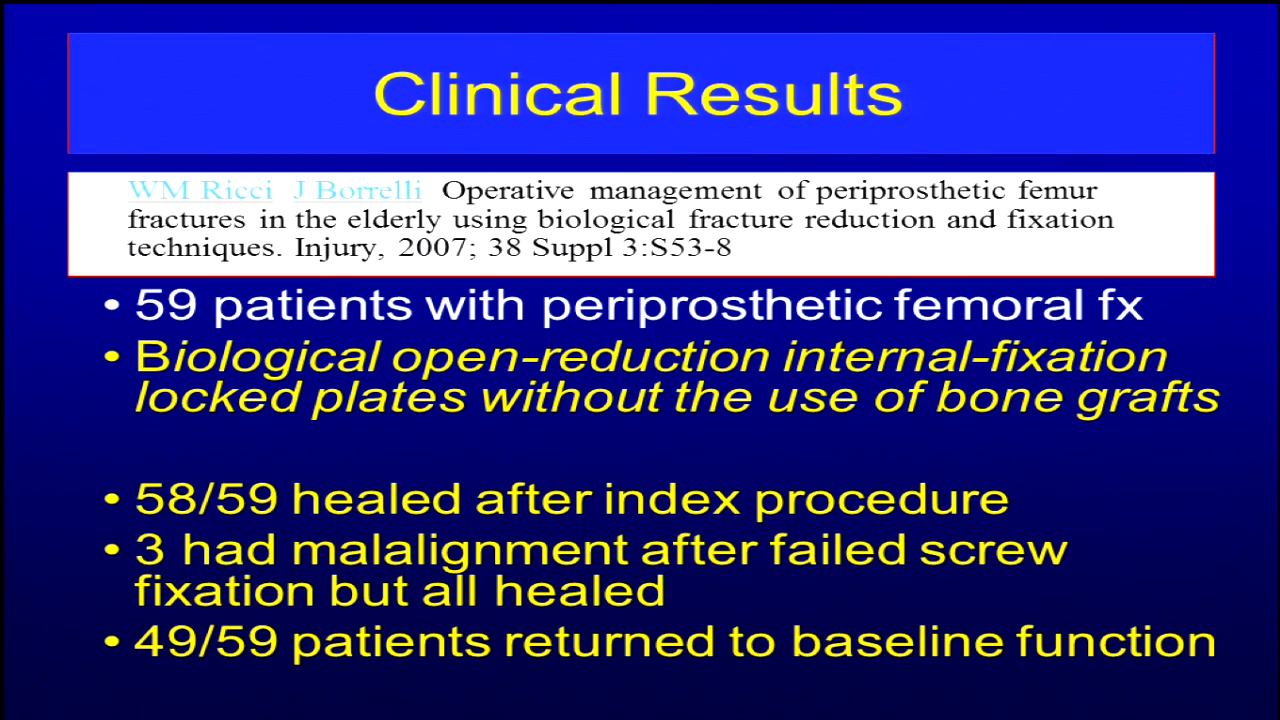 Clinical Results
WM Ricci J Borrelli Operative management of periprosthetic femur
fractures in the elderly using biological fracture reduction and fixation
techniques. Injury, 2007; 38 Suppl 3:S53-8
• 59 patients with periprosthetic femoral fx
• Biological open-reduction internal-fixation
locked plates without the use of bone grafts
• 58/59 healed after index procedure
• 3 had malalignment after failed screw
fixation but all healed
• 49/59 patients returned to baseline function